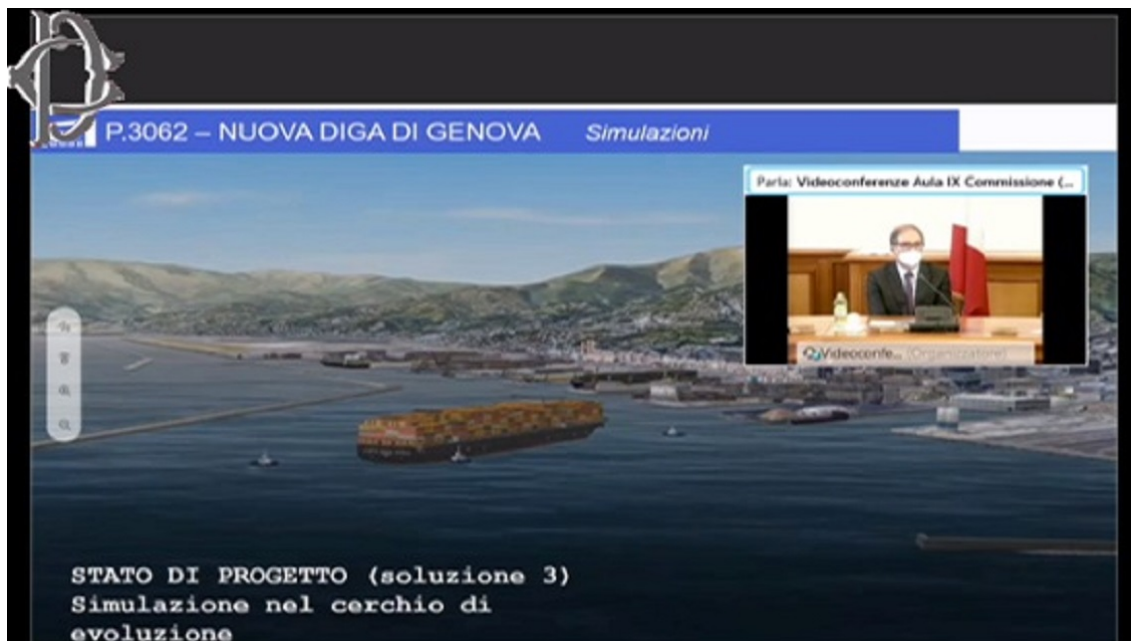 P.3062 – NUOVA DIGA DI GENOVA Simulazioni
Parla: Videoconferenze Aula IX Commissione (...
Videoconfe... (Organizzatore)
STATO DI PROGETTO (soluzione 3)
Simulazione nel cerchio di
evoluzione